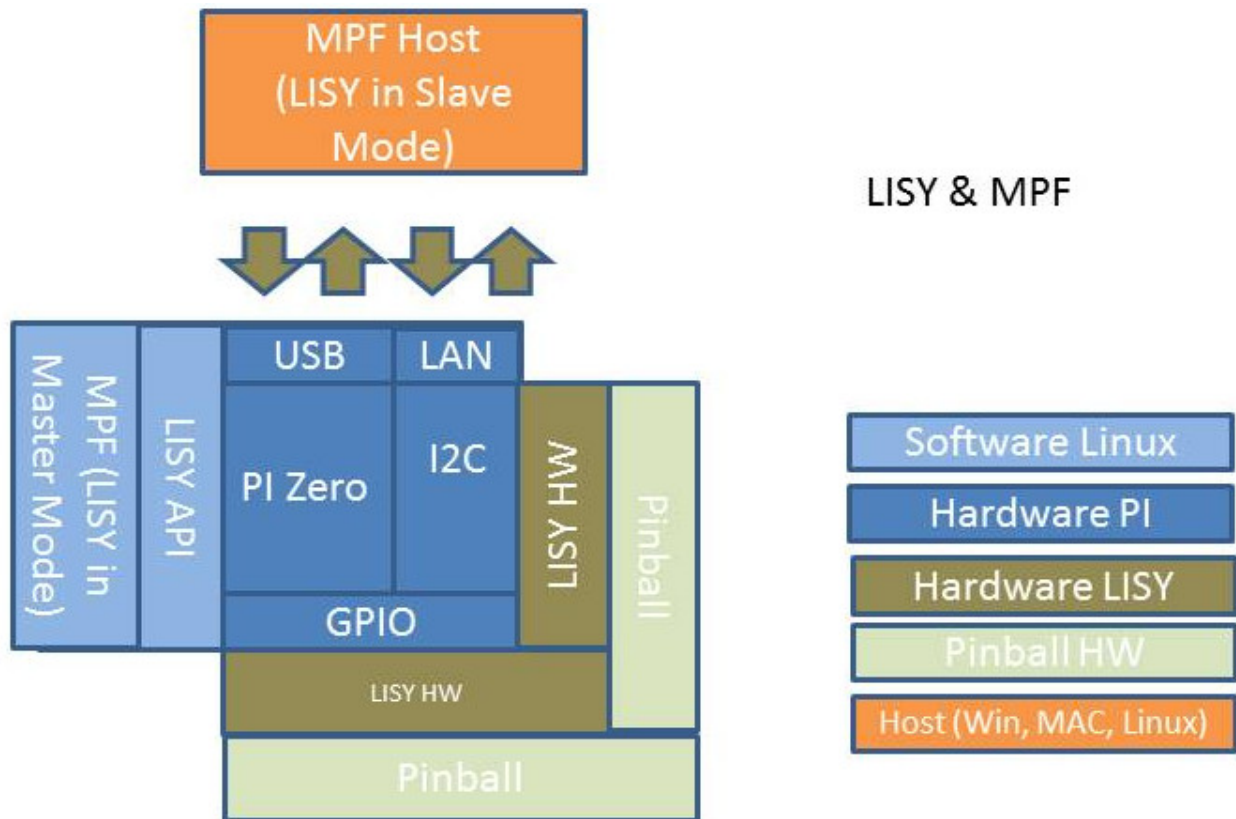 MPF Host
(LISY in Slave
Mode)
LISY & MPF
MPF (LISY in
Master Mode)
LISY API
USB
LAN
PI Zero
I2C
GPIO
LISY HW
Pinball
LISY HW
Pinball
Software Linux
Hardware PI
Hardware LISY
Pinball HW
Host (Win, MAC, Linux)